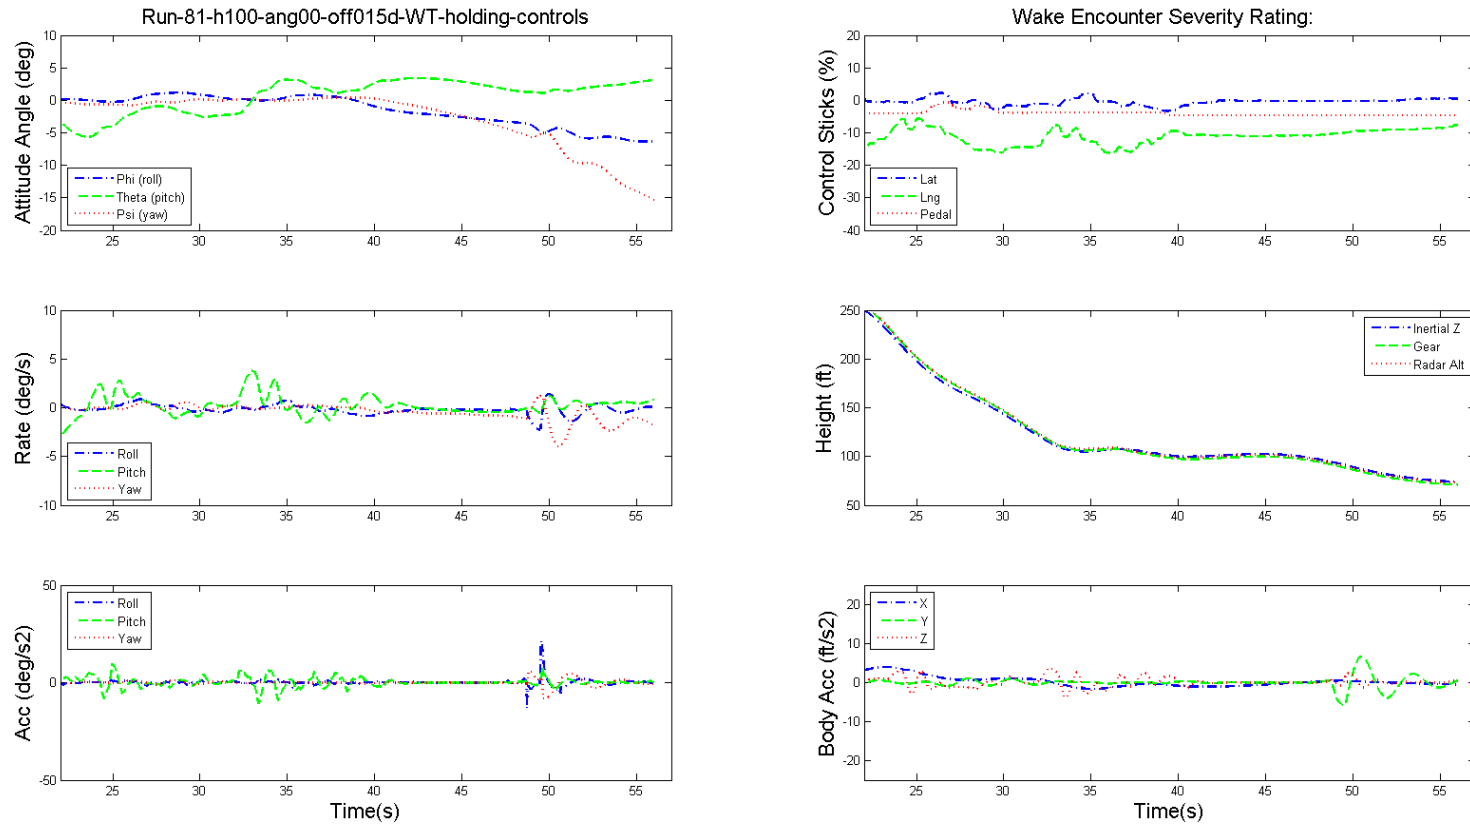 Run-81-h100-ang00-off015d-WT-holding-controls
Attitude Angle (deg)
10
5
0
-5
-10
-15
-20
Phi (roll)
Theta (pitch)
Psi (yaw)
25 30 35 40 45 50 55
Wake Encounter Severity Rating:
Control Sticks (%)
20
10
0
-10
-20
-30
-40
Lat
Lng
Pedal
25 30 35 40 45 50 55
Rate (deg/s)
10
5
0
-5
-10
Roll
Pitch
Yaw
25 30 35 40 45 50 55
Height (ft)
250
200
150
100
50
Inertial Z
Gear
Radar Alt
25 30 35 40 45 50 55
Acc (deg/s2)
50
0
-50
Roll
Pitch
Yaw
25 30 35 40 45 50 55
Time(s)
Body Acc (ft/s2)
20
10
0
-10
-20
X
Y
Z
25 30 35 40 45 50 55
Time(s)